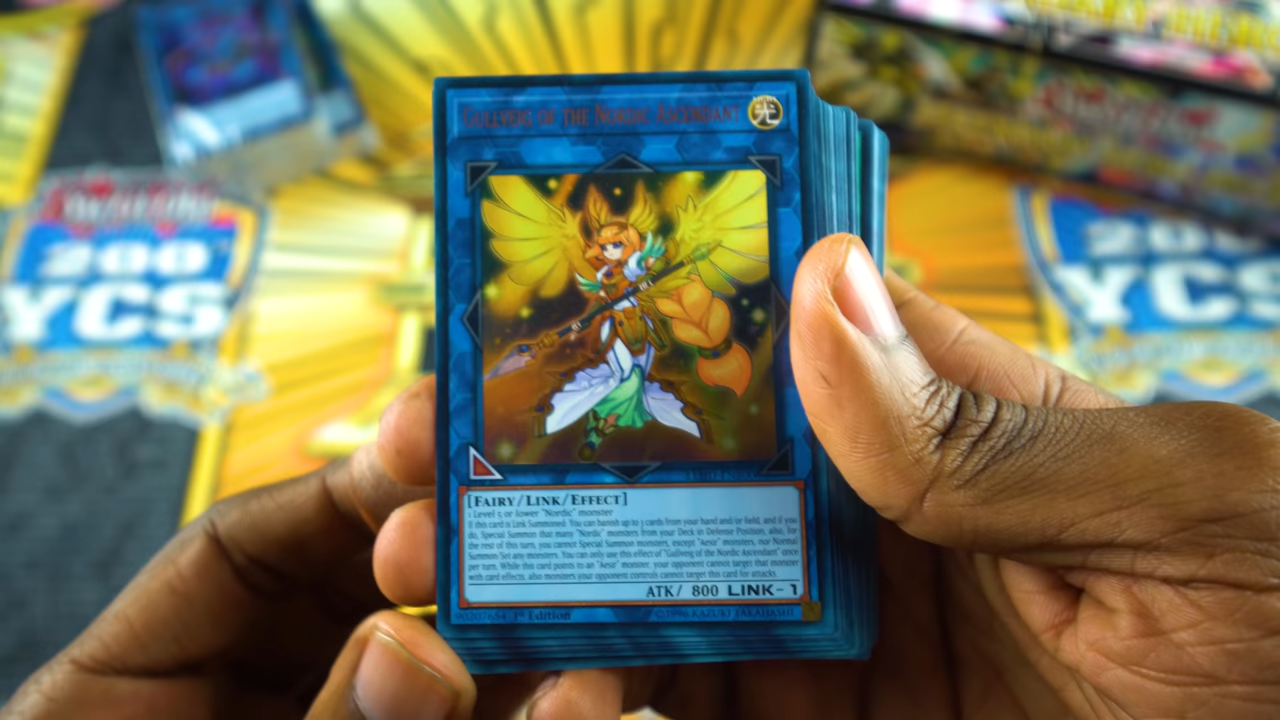 GULLVEIG OF THE NORDIC ASCENDANT
光
[FAIRY/LINK/EFFECT]
1 Level 5 or lower "Nordic" monster
If this card is Link Summoned: You can banish up to 3 cards from your hand and/or field, and if you
do, Special Summon that many "Nordic" monsters from your Deck in Defense Position, also, for
the rest of this turn, you cannot Special Summon monsters, except "Aesir" monsters, nor Normal
Summon/Set any monsters. You can only use this effect of "Gullveig of the Nordic Ascendant" once
per turn. While this card points to an "Aesir" monster, your opponent cannot target that monster
with card effects, also monsters your opponent controls cannot target this card for attacks.
ATK/ 800 LINK-1
90207654 1st Edition
©1996 KAZUKI TAKAHASHI
200
YCS
200
YCS